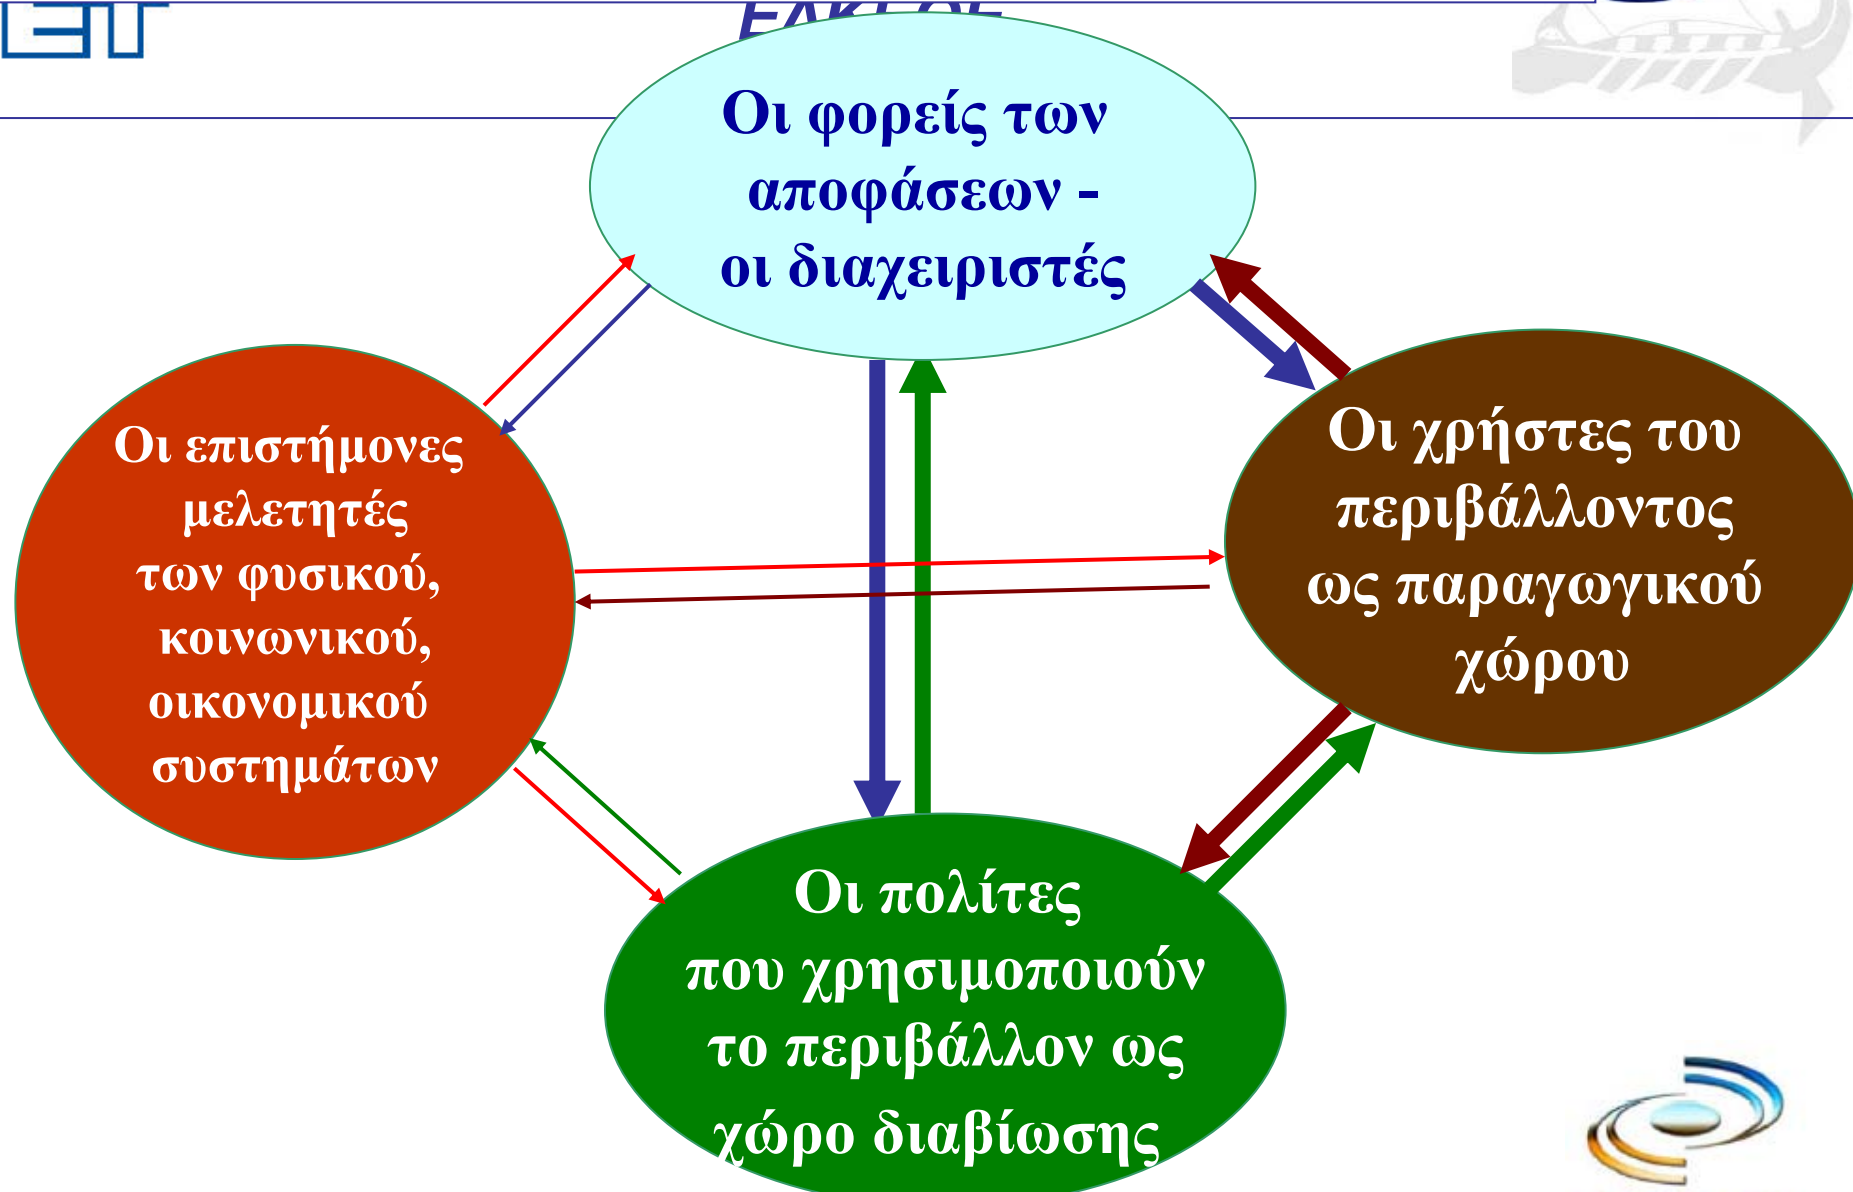 Οι φορείς των
αποφάσεων -
οι διαχειριστές
Οι επιστήμονες
μελετητές
των φυσικού,
κοινωνικού,
οικονομικού
συστημάτων
Οι χρήστες του
περιβάλλοντος
ως παραγωγικού
χώρου
Οι πολίτες
που χρησιμοποιούν
το περιβάλλον ως
χώρο διαβίωσης